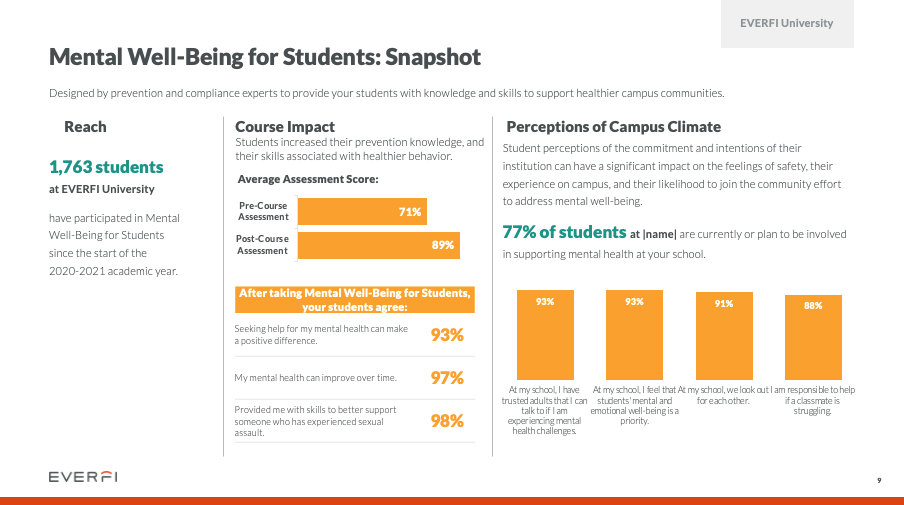 EVERFI University
Mental Well-Being for Students: Snapshot
Designed by prevention and compliance experts to provide your students with knowledge and skills to support healthier campus communities.
Reach
1,763 students
at EVERFI University
have participated in Mental
Well-Being for Students
since the start of the
2020-2021 academic year.
Course Impact
Students increased their prevention knowledge, and
their skills associated with healthier behavior.
Average Assessment Score:
Pre-Course
Assessment
71%
Post-Course
Assessment
89%
After taking Mental Well-Being for Students,
your students agree:
Seeking help for my mental health can make
a positive difference.
93%
My mental health can improve over time.
97%
Provided me with skills to better support
someone who has experienced sexual
assault.
98%
Perceptions of Campus Climate
Student perceptions of the commitment and intentions of their
institution can have a significant impact on the feelings of safety, their
experience on campus, and their likelihood to join the community effort
to address mental well-being.
77% of students at |name| are currently or plan to be involved
in supporting mental health at your school.
93%
At my school, I have
trusted adults that I can
talk to if I am
experiencing mental
health challenges.
93%
At my school, I feel that
students' mental and
emotional well-being is a
priority.
91%
At my school, we look out
for each other.
88%
I am responsible to help
if a classmate is
struggling.
EVERFI
9